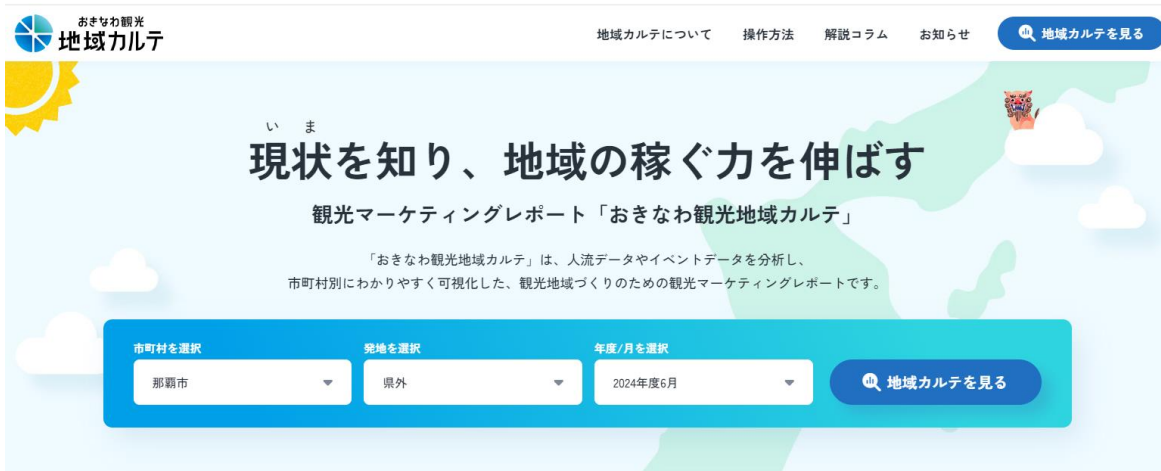 おきなわ観光
地域カルテ
地域カルテについて 操作方法 解説コラム お知らせ 地域カルテを見る
いま
現状を知り、地域の稼ぐ力を伸ばす
観光マーケティングレポート「おきなわ観光地域カルテ」
「おきなわ観光地域カルテ」は、人流データやイベントデータを分析し、
市町村別にわかりやすく可視化した、観光地域づくりのための観光マーケティングレポートです。
市町村を選択 発地を選択 年度/月を選択
那覇市 県外 2024年度6月 地域カルテを見る